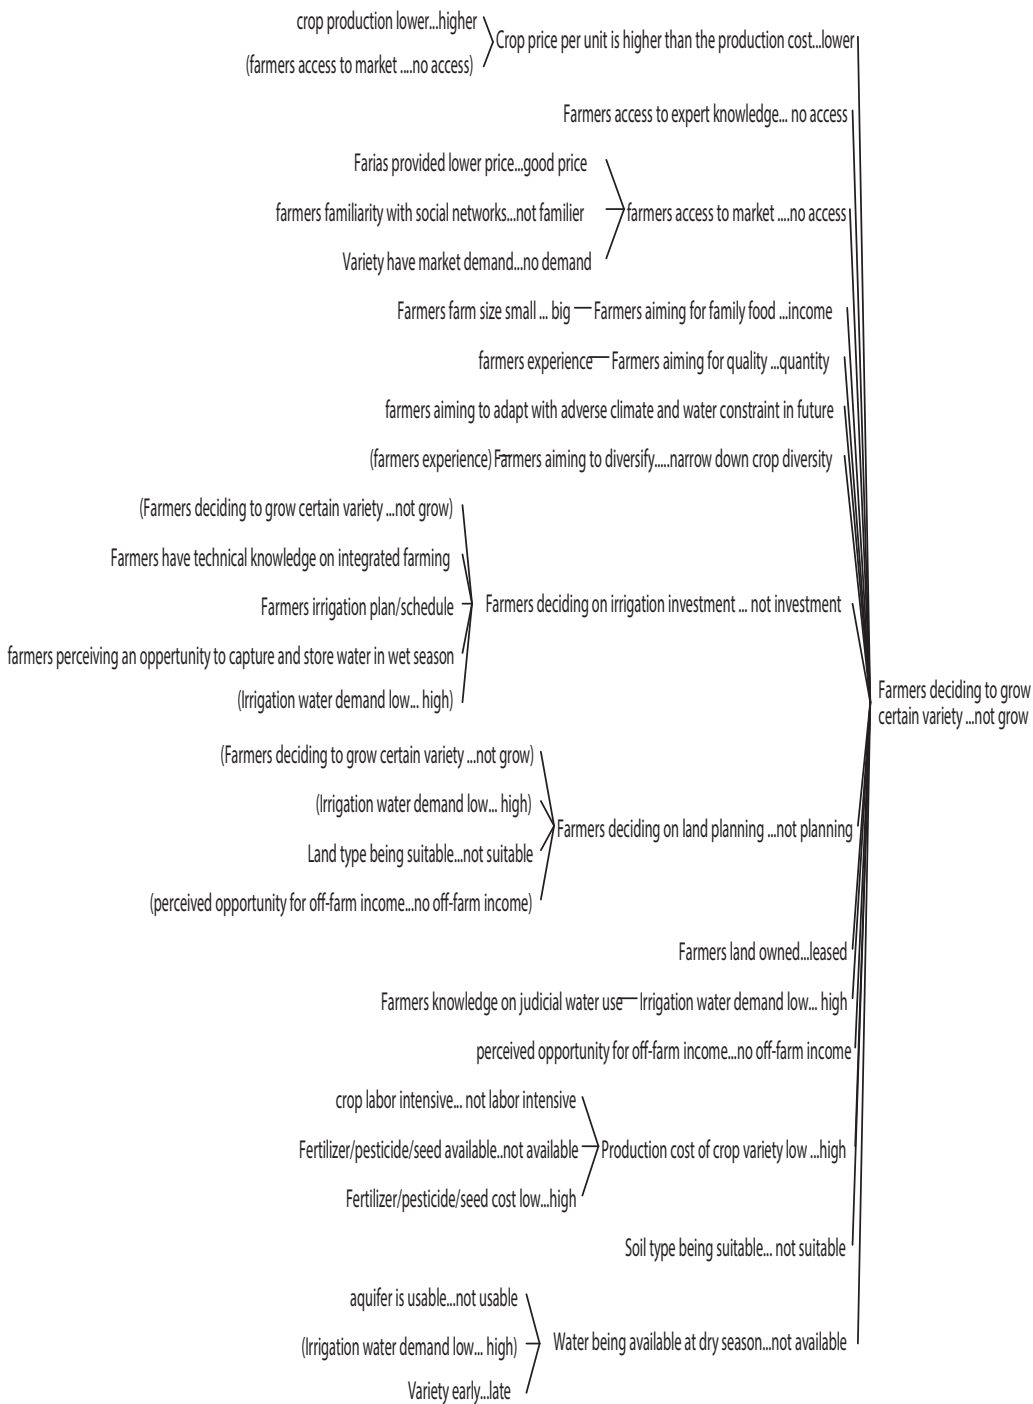 crop production lower...higher
Crop price per unit is higher than the production cost...lower
(farmers access to market ....no access)
Farmers access to expert knowledge... no access
Farias provided lower price...good price
farmers familiarity with social networks...not familier
farmers access to market ....no access
Variety have market demand...no demand
Farmers farm size small ... big
Farmers aiming for family food ...income
farmers experience
Farmers aiming for quality ...quantity
farmers aiming to adapt with adverse climate and water constraint in future
(farmers experience)
Farmers aiming to diversify.....narrow down crop diversity
(Farmers deciding to grow certain variety ...not grow)
Farmers have technical knowledge on integrated farming
Farmers irrigation plan/schedule
Farmers deciding on irrigation investment ... not investment
farmers perceiving an oppertunity to capture and store water in wet season
(Irrigation water demand low... high)
Farmers deciding to grow
certain variety ...not grow
(Farmers deciding to grow certain variety ...not grow)
(Irrigation water demand low... high)
Farmers deciding on land planning ...not planning
Land type being suitable...not suitable
(perceived opportunity for off-farm income...no off-farm income)
Farmers land owned...leased
Farmers knowledge on judicial water use
Irrigation water demand low... high
perceived opportunity for off-farm income...no off-farm income
crop labor intensive... not labor intensive
Fertilizer/pesticide/seed available..not available
Production cost of crop variety low ...high
Fertilizer/pesticide/seed cost low...high
Soil type being suitable... not suitable
aquifer is usable...not usable
(Irrigation water demand low... high)
Water being available at dry season...not available
Variety early...late